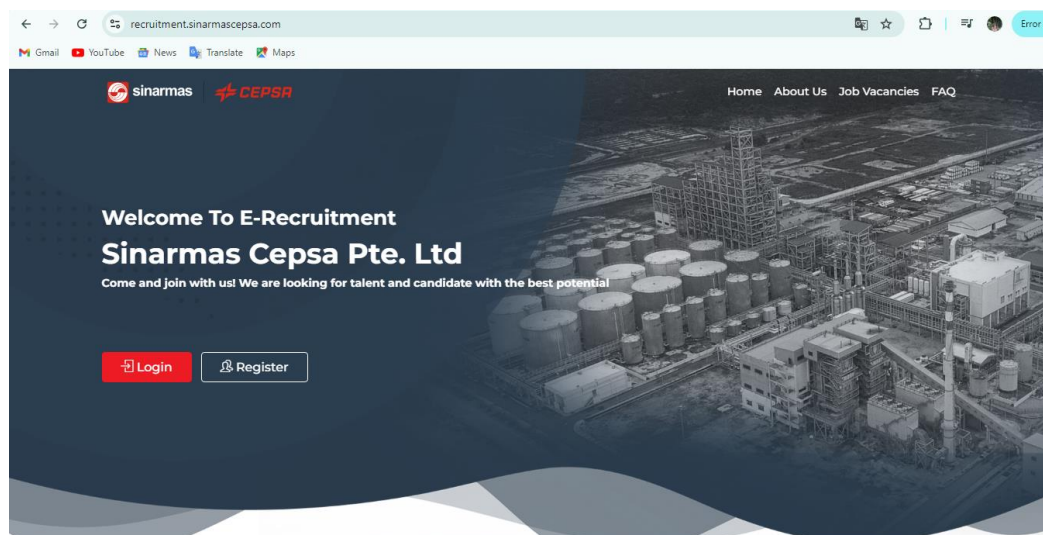 recruitment.sinarmascepsa.com
Error
Gmail YouTube News Translate Maps
sinarmas CEPSA
Home About Us Job Vacancies FAQ
Welcome To E-Recruitment
Sinarmas Cepsa Pte. Ltd
Come and join with us! We are looking for talent and candidate with the best potential
Login Register